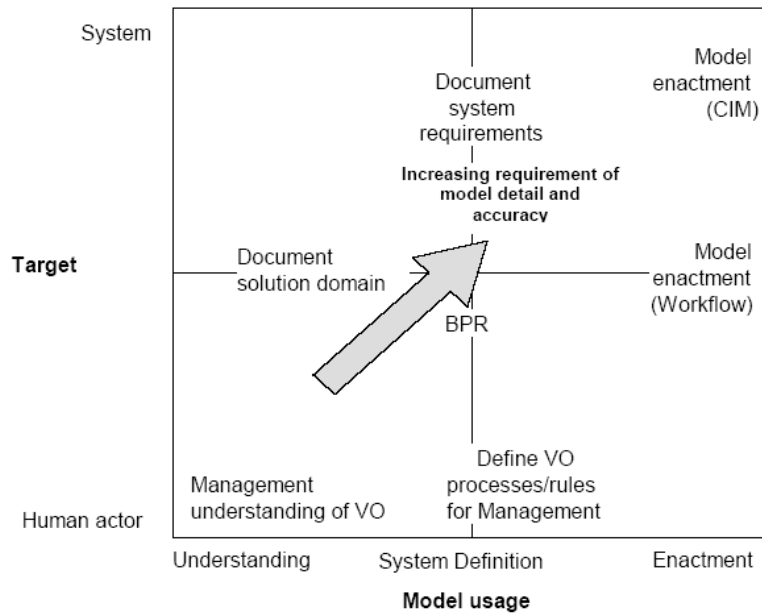 System
Model
enactment
(CIM)
Document
system
requirements
Increasing requirement of
model detail and
accuracy
Target
Document
solution domain
Model
enactment
(Workflow)
BPR
Management
understanding of VO
Define VO
processes/rules
for Management
Human actor
Understanding
System Definition
Enactment
Model usage